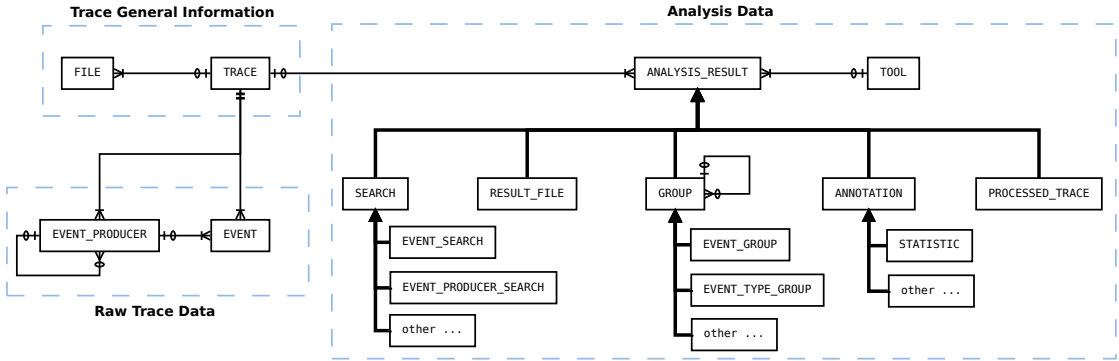 Trace General Information
Analysis Data
FILE
TRACE
ANALYSIS_RESULT
TOOL
SEARCH
RESULT_FILE
GROUP
ANNOTATION
PROCESSED_TRACE
EVENT_PRODUCER
EVENT
EVENT_SEARCH
EVENT_PRODUCER_SEARCH
other ...
EVENT_GROUP
EVENT_TYPE_GROUP
other ...
STATISTIC
other ...
Raw Trace Data